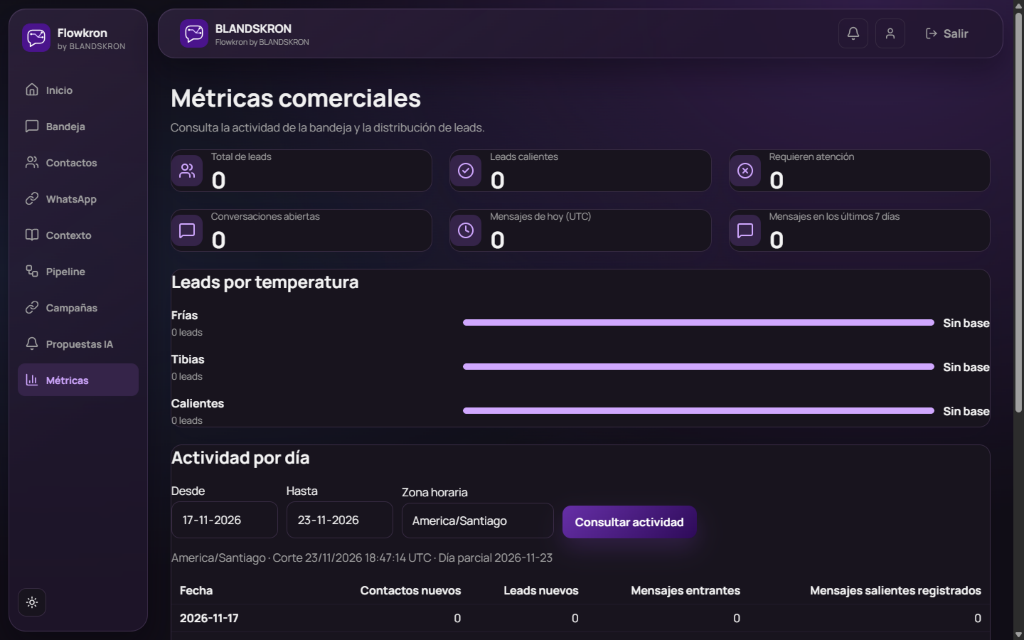 Flowkron
by BLANDSKRON
Inicio
Bandeja
Contactos
WhatsApp
Contexto
Pipeline
Campañas
Propuestas IA
Métricas
BLANDSKRON
Flowkron by BLANDSKRON
Salir
Métricas comerciales
Consulta la actividad de la bandeja y la distribución de leads.
Total de leads
0
Leads calientes
0
Requieren atención
0
Conversaciones abiertas
0
Mensajes de hoy (UTC)
0
Mensajes en los últimos 7 días
0
Leads por temperatura
Frías
0 leads
Sin base
Tibias
0 leads
Sin base
Calientes
0 leads
Sin base
Actividad por día
Desde
17-11-2026
Hasta
23-11-2026
Zona horaria
America/Santiago
Consultar actividad
America/Santiago · Corte 23/11/2026 18:47:14 UTC · Día parcial 2026-11-23
Fecha Contactos nuevos Leads nuevos Mensajes entrantes Mensajes salientes registrados
2026-11-17 0 0 0 0